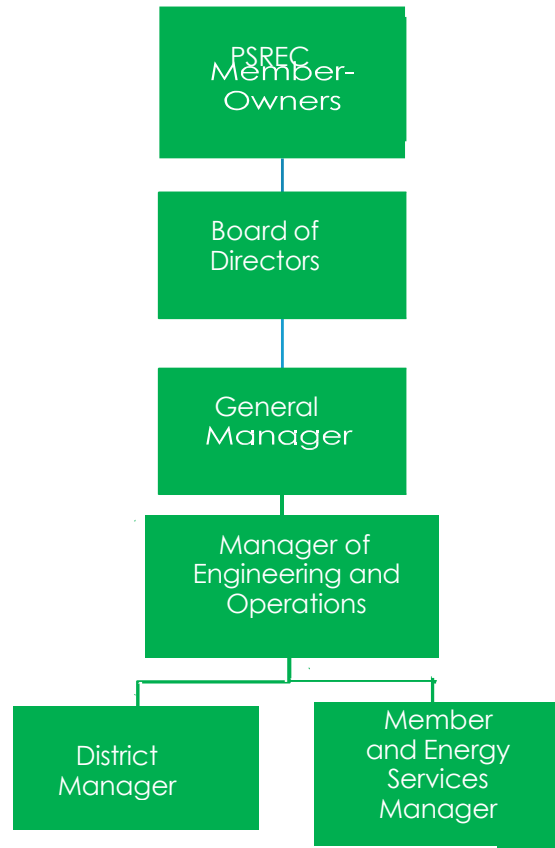 PSREC
Member-
Owners
Board of
Directors
General
Manager
Manager of
Engineering and
Operations
District
Manager
Member
and Energy
Services
Manager